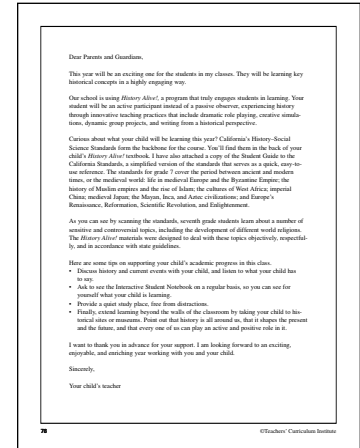 Dear Parents and Guardians,
This year will be an exciting one for the students in my classes. They will be learning key
historical concepts in a highly engaging way.
Our school is using History Alive!, a program that truly engages students in learning. Your
student will be an active participant instead of a passive observer, experiencing history
through innovative teaching practices that include dramatic role playing, creative simula-
tions, dynamic group projects, and writing from a historical perspective.
Curious about what your child will be learning this year? California's History–Social
Science Standards form the backbone for the course. You'll find them in the back of your
child's History Alive! textbook. I have also attached a copy of the Student Guide to the
California Standards, a simplified version of the standards that serves as a quick, easy-to-
use reference. The standards for grade 7 cover the period between ancient and modern
times, or the medieval world: life in medieval Europe and the Byzantine Empire; the
history of Muslim empires and the rise of Islam; the cultures of West Africa; imperial
China; medieval Japan; the Mayan, Inca, and Aztec civilizations; and Europe's
Renaissance, Reformation, Scientific Revolution, and Enlightenment.
As you can see by scanning the standards, seventh grade students learn about a number of
sensitive and controversial topics, including the development of different world religions.
The History Alive! materials were designed to deal with these topics objectively, respectful-
ly, and in accordance with state guidelines.
Here are some tips on supporting your child's academic progress in this class.
• Discuss history and current events with your child, and listen to what your child has
to say.
• Ask to see the Interactive Student Notebook on a regular basis, so you can see for
yourself what your child is learning.
• Provide a quiet study place, free from distractions.
• Finally, extend learning beyond the walls of the classroom by taking your child to his-
torical sites or museums. Point out that history is all around us, that it shapes the present
and the future, and that every one of us can play an active and positive role in it.
I want to thank you in advance for your support. I am looking forward to an exciting,
enjoyable, and enriching year working with you and your child.
Sincerely,
Your child's teacher
©Teachers' Curriculum Institute